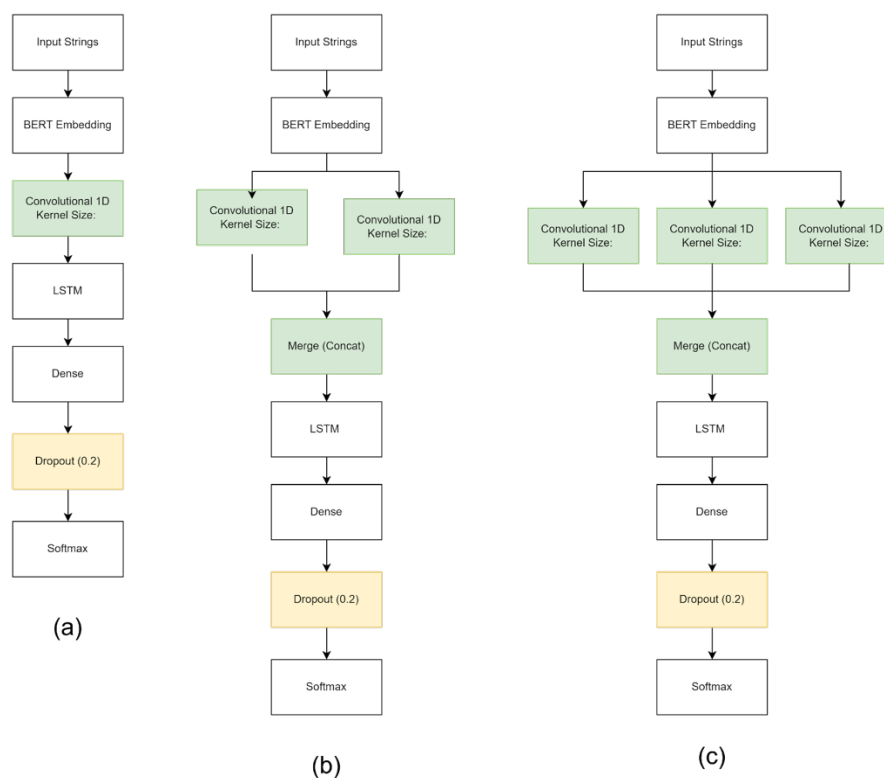 Input Strings
BERT Embedding
Convolutional 1D
Kernel Size:
LSTM
Dense
Dropout (0.2)
Softmax
(a)
Input Strings
BERT Embedding
Convolutional 1D
Kernel Size:
Convolutional 1D
Kernel Size:
Merge (Concat)
LSTM
Dense
Dropout (0.2)
Softmax
(b)
Input Strings
BERT Embedding
Convolutional 1D
Kernel Size:
Convolutional 1D
Kernel Size:
Convolutional 1D
Kernel Size:
Merge (Concat)
LSTM
Dense
Dropout (0.2)
Softmax
(c)